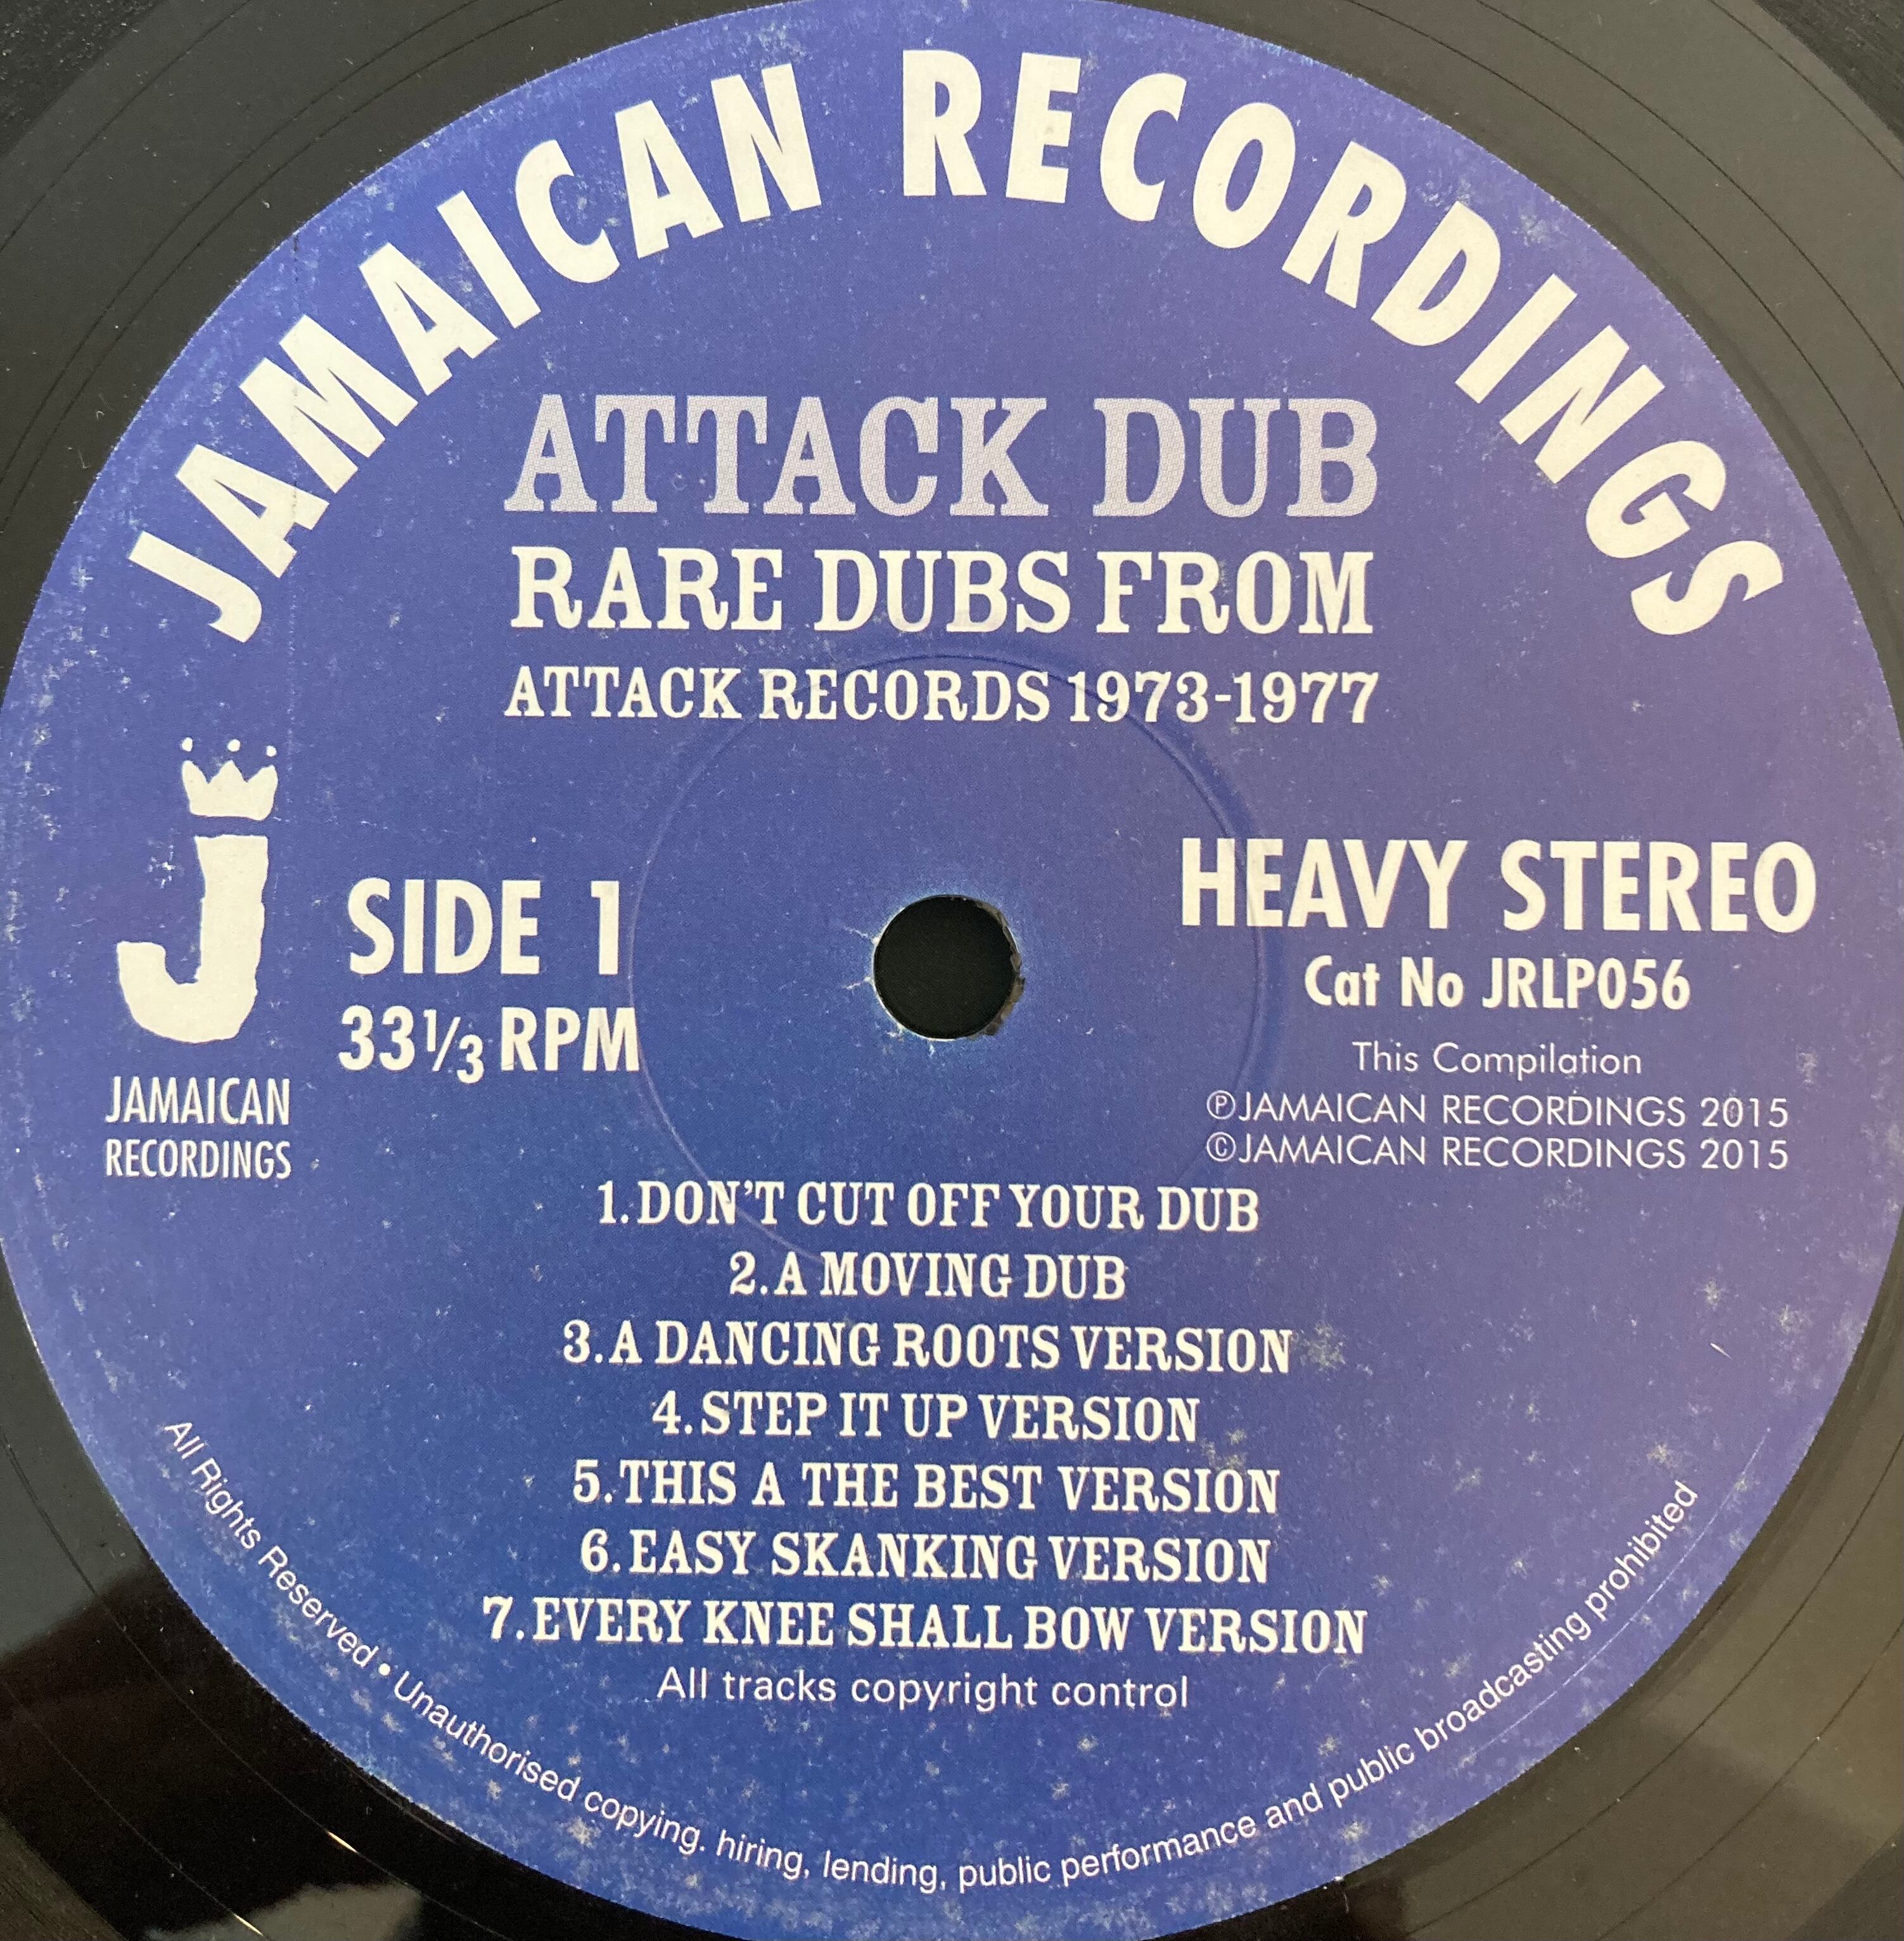 JAMAICAN RECORDINGS
ATTACK DUB
RARE DUBS FROM
ATTACK RECORDS 1973-1977
J
JAMAICAN
RECORDINGS
SIDE 1
33⅓ RPM
HEAVY STEREO
Cat No JRLP056
This Compilation
℗JAMAICAN RECORDINGS 2015
©JAMAICAN RECORDINGS 2015
1.DON'T CUT OFF YOUR DUB
2.A MOVING DUB
3.A DANCING ROOTS VERSION
4.STEP IT UP VERSION
5.THIS A THE BEST VERSION
6.EASY SKANKING VERSION
7.EVERY KNEE SHALL BOW VERSION
All tracks copyright control
All Rights Reserved • Unauthorised copying. hiring, lending, public performance and public broadcasting prohibited